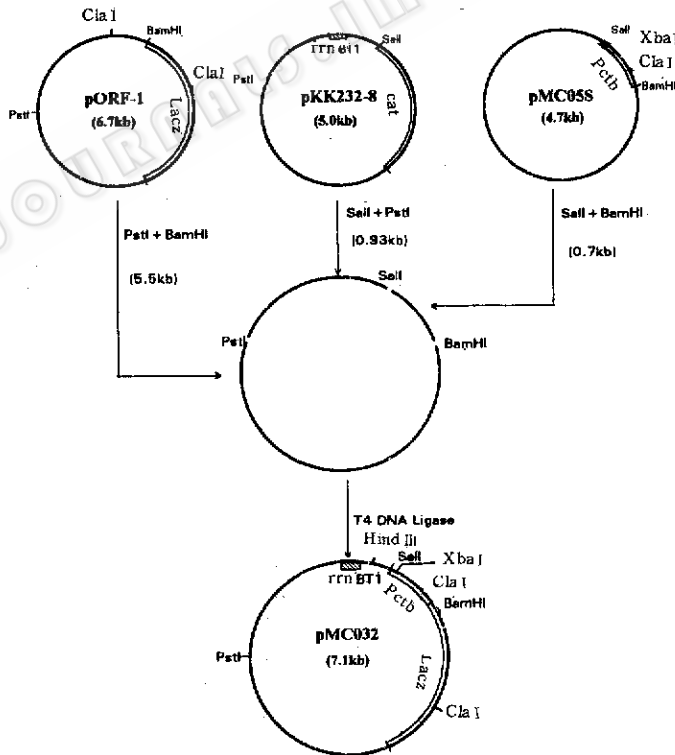 Cla I
BamHI
Cla I
PstI
pORF-1
(6.7kb)
Lacz
rrn BT1
SalI
PstI
pKK232-8
(5.0kb)
cat
SalI
Xba I
Cla I
BamHI
Pctb
pMC05S
(4.7kb)
PstI + BamHI
(5.5kb)
SalI + PstI
(0.93kb)
SalI + BamHI
(0.7kb)
SalI
PstI
BamHI
T4 DNA Ligase
Hind III
SalI
Xba I
rrn BT1
Cla I
Pctb
BamHI
pMC032
(7.1kb)
PstI
Lacz
Cla I